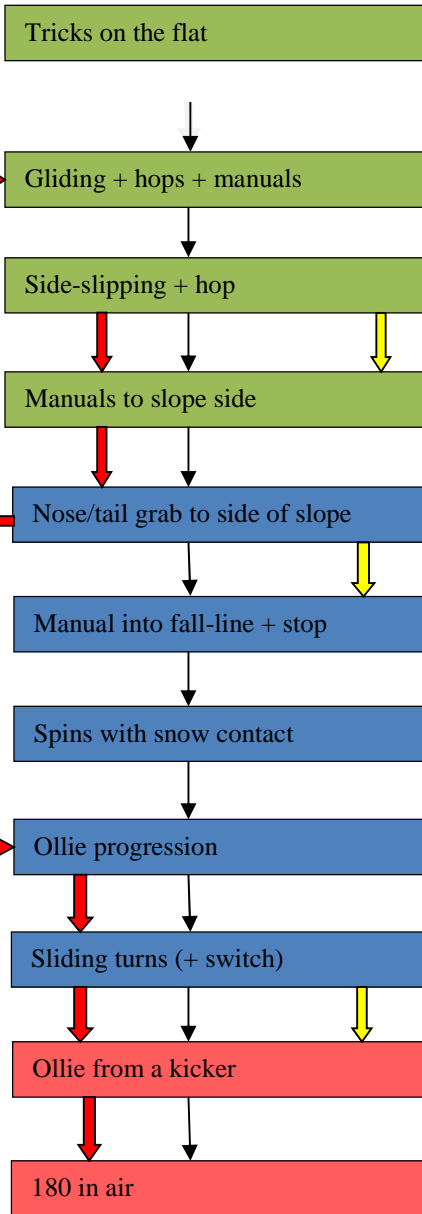 Tricks on the flat
Gliding + hops + manuals
Side-slipping + hop
Manuals to slope side
Nose/tail grab to side of slope
Manual into fall-line + stop
Spins with snow contact
Ollie progression
Sliding turns (+ switch)
Ollie from a kicker
180 in air